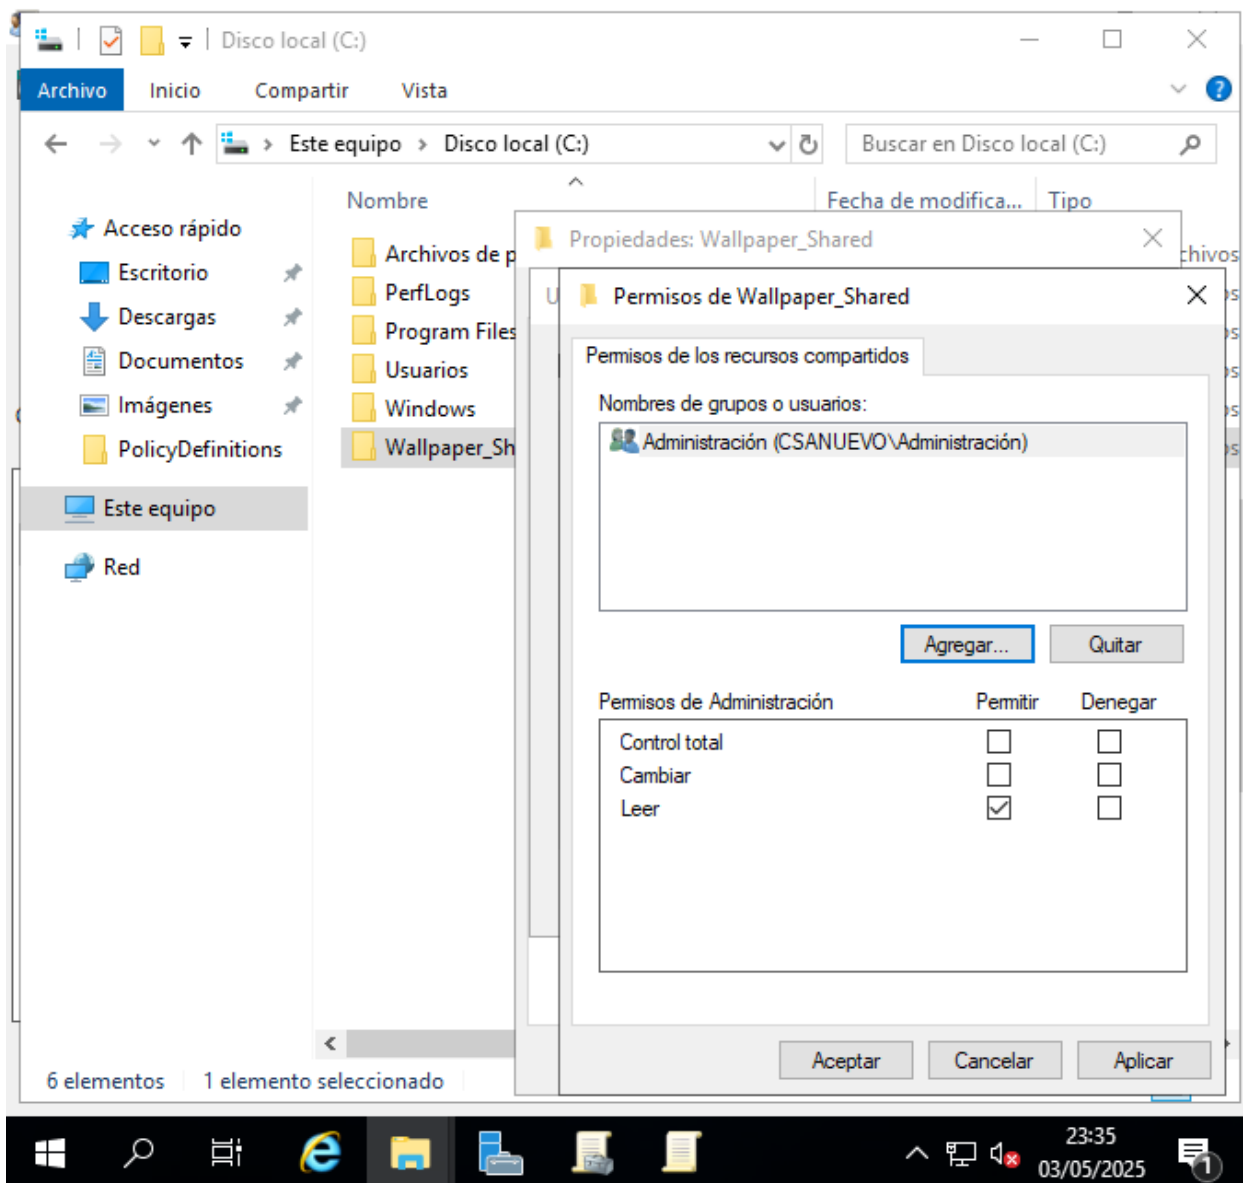 Disco local (C:)
Archivo Inicio Compartir Vista
Este equipo > Disco local (C:)
Buscar en Disco local (C:)
Nombre
Fecha de modifica...
Tipo
Acceso rápido
Escritorio
Descargas
Documentos
Imágenes
PolicyDefinitions
Este equipo
Red
Archivos de p
PerfLogs
Program Files
Usuarios
Windows
Wallpaper_Sh
chivos
Propiedades: Wallpaper_Shared
U
Permisos de Wallpaper_Shared
Permisos de los recursos compartidos
Nombres de grupos o usuarios:
Administración (CSANUEVO\Administración)
Agregar...
Quitar
Permisos de Administración Permitir Denegar
Control total
Cambiar
Leer
Aceptar
Cancelar
Aplicar
6 elementos
1 elemento seleccionado
23:35
03/05/2025
1